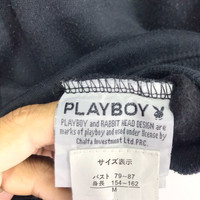 PLAYBOY
PLAYBOY and RABBIT HEAD DESIGN are
marks of playboy and used under license by
Chaifa Investment Ltd. PRC.
サイズ表示
バスト 79-87
身長 154-162
M